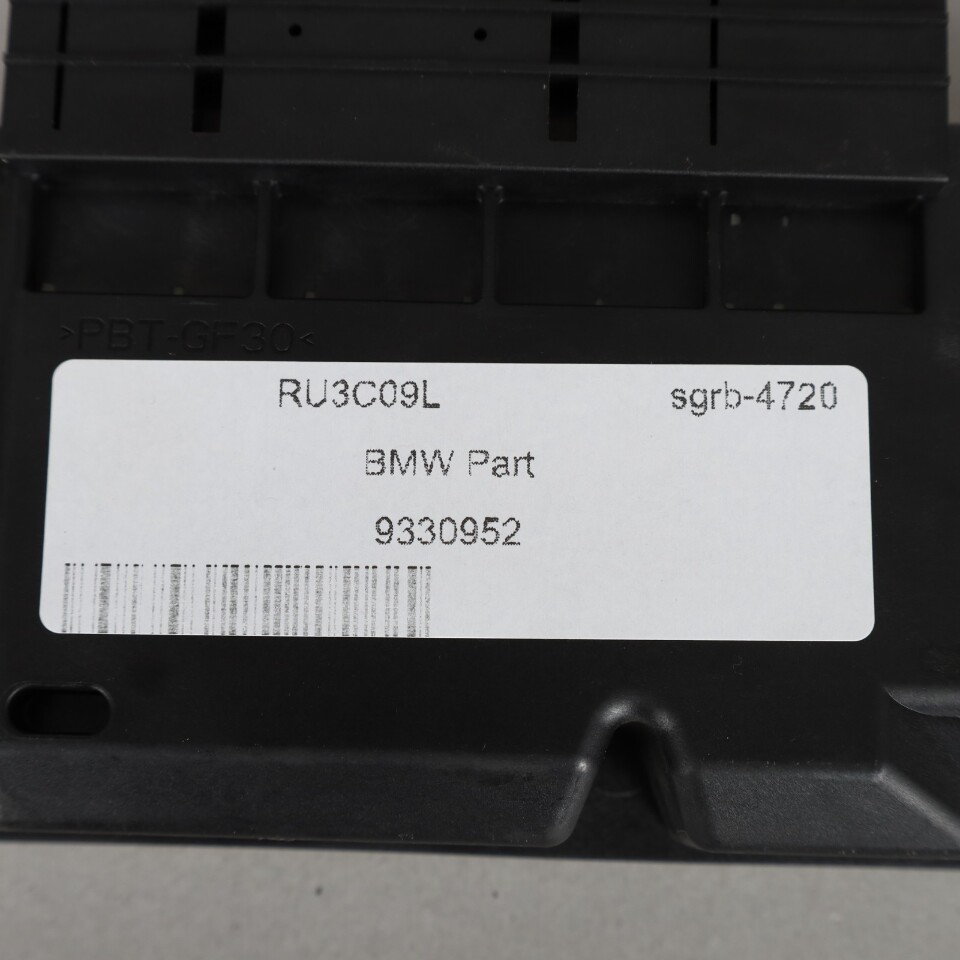 >PBT-GF30<
RU3C09L sgrb-4720
BMW Part
9330952